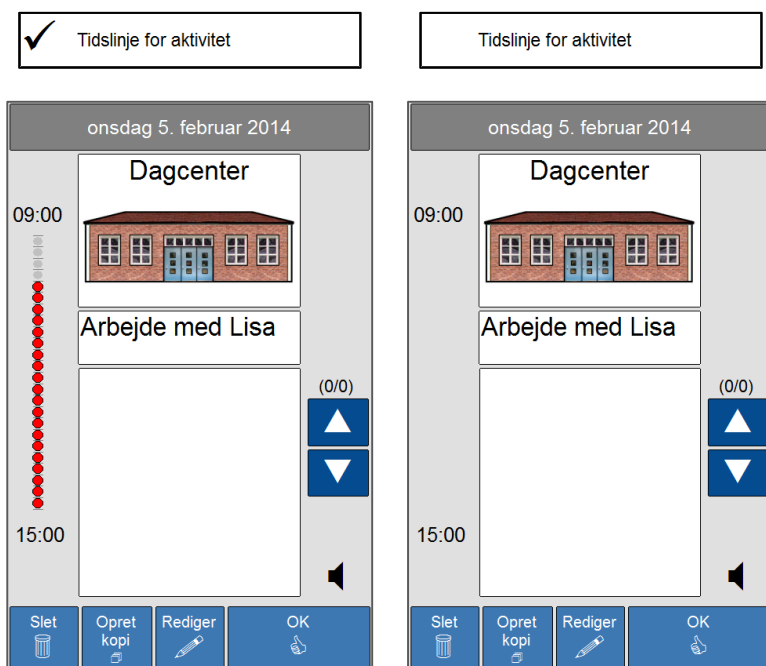 Tidslinje for aktivitet
onsdag 5. februar 2014
Dagcenter
09:00
Arbejde med Lisa
(0/0)
15:00
Slet
Opret
kopi
Rediger
OK
Tidslinje for aktivitet
onsdag 5. februar 2014
Dagcenter
09:00
Arbejde med Lisa
(0/0)
15:00
Slet
Opret
kopi
Rediger
OK